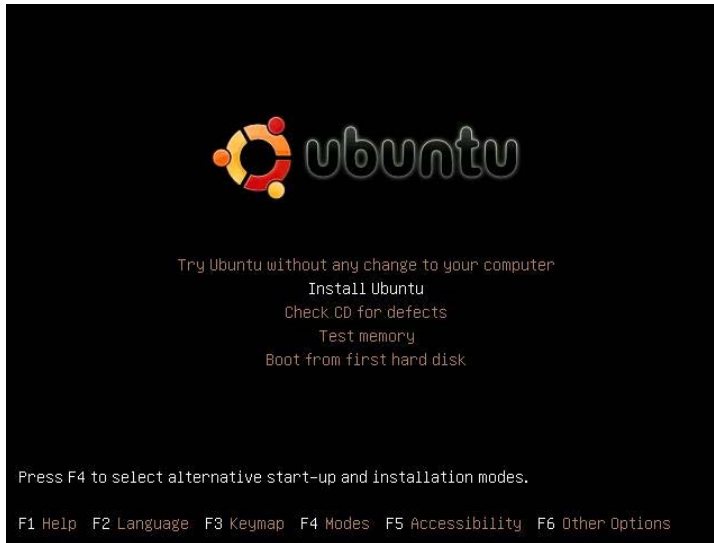 ubuntu
Try Ubuntu without any change to your computer
Install Ubuntu
Check CD for defects
Test memory
Boot from first hard disk
Press F4 to select alternative start-up and installation modes.
F1 Help F2 Language F3 Keymap F4 Modes F5 Accessibility F6 Other Options